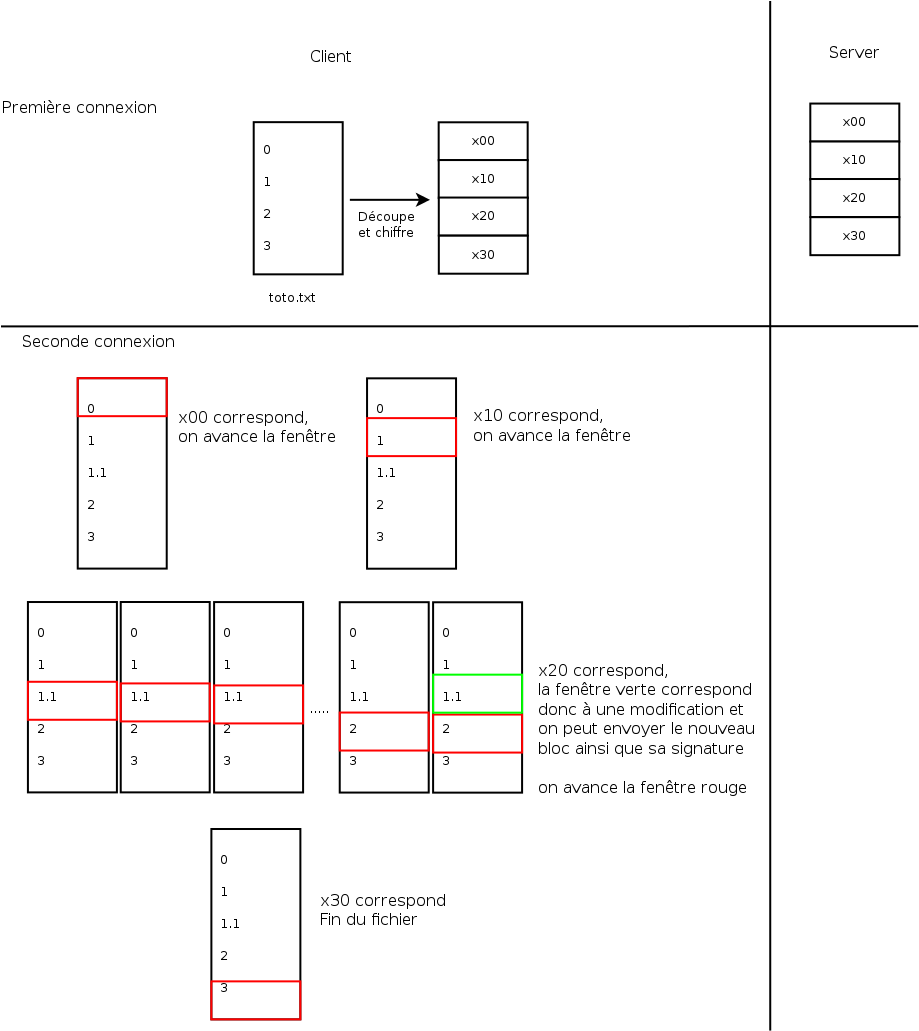 Client
Server
Première connexion
0
1
2
3
toto.txt
Découpe
et chiffre
x00
x10
x20
x30
x00
x10
x20
x30
Seconde connexion
0
1
1.1
2
3
x00 correspond,
on avance la fenêtre
0
1
1.1
2
3
x10 correspond,
on avance la fenêtre
0
1
1.1
2
3
0
1
1.1
2
3
0
1
1.1
2
3
.....
0
1
1.1
2
3
0
1
1.1
2
3
x20 correspond,
la fenêtre verte correspond
donc à une modification et
on peut envoyer le nouveau
bloc ainsi que sa signature
on avance la fenêtre rouge
0
1
1.1
2
3
x30 correspond
Fin du fichier